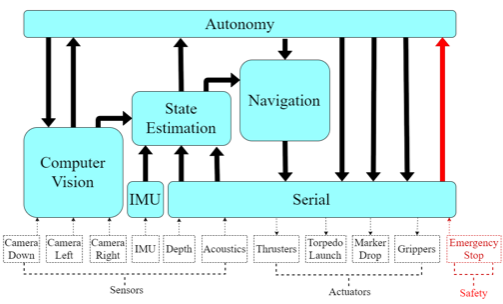 Autonomy
State
Estimation
Navigation
Computer
Vision
IMU
Serial
Camera
Down
Camera
Left
Camera
Right
IMU
Depth
Acoustics
Thrusters
Torpedo
Launch
Marker
Drop
Grippers
Emergency
Stop
Sensors
Actuators
Safety